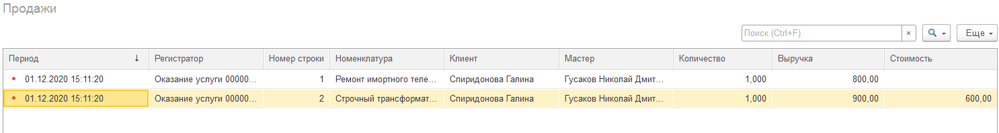 Продажи
Поиск (Ctrl+F) × Еще
Период ↓ Регистратор Номер строки Номенклатура Клиент Мастер Количество Выручка Стоимость
01.12.2020 15:11:20 Оказание услуги 00000... 1 Ремонт имортного теле... Спиридонова Галина Гусаков Николай Дмит... 1,000 800,00
01.12.2020 15:11:20 Оказание услуги 00000... 2 Строчный трансформат... Спиридонова Галина Гусаков Николай Дмит... 1,000 900,00 600,00